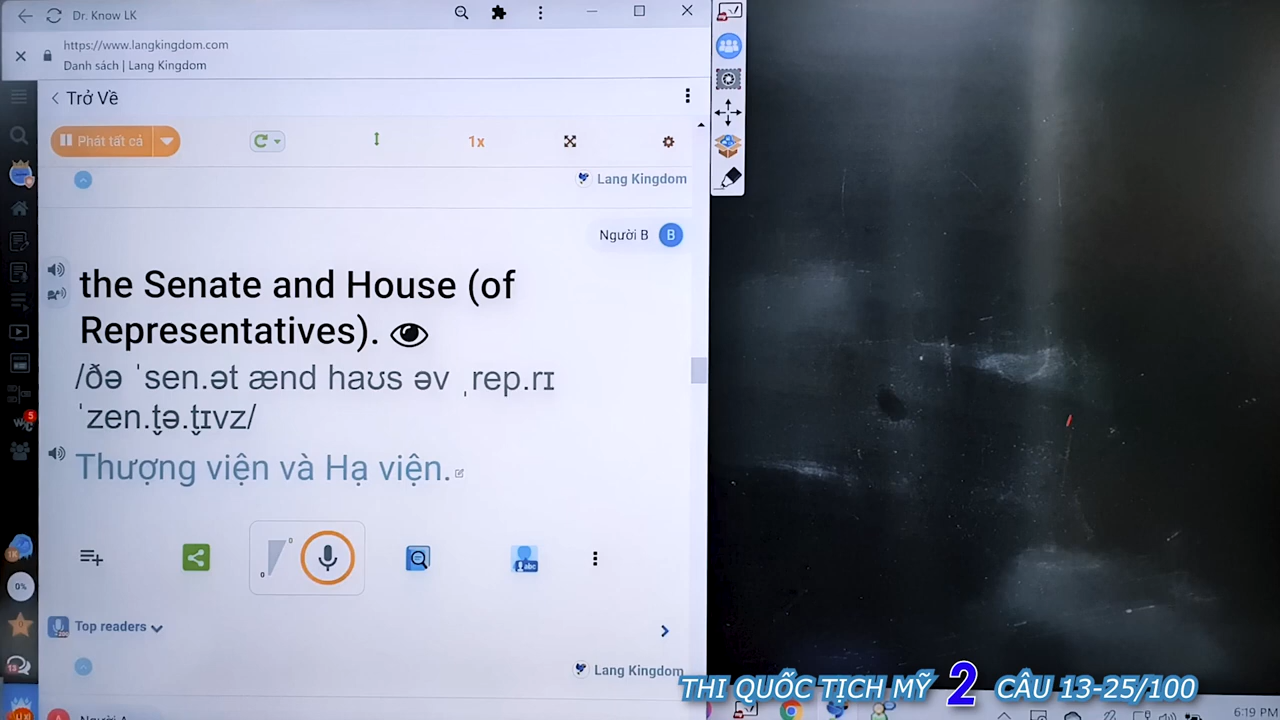 Dr. Know LK
https://www.langkingdom.com
Danh sách | Lang Kingdom
Trở Về
Phát tất cả
1x
Lang Kingdom
Người B
B
the Senate and House (of
Representatives).
/ðə ˈsen.ət ænd haʊs əv ˌrep.rɪ
ˈzen.t̬ə.t̬ɪvz/
Thượng viện và Hạ viện.
Top readers
Lang Kingdom
THI QUỐC TỊCH MỸ 2 CÂU 13-25/100
6:19 PM